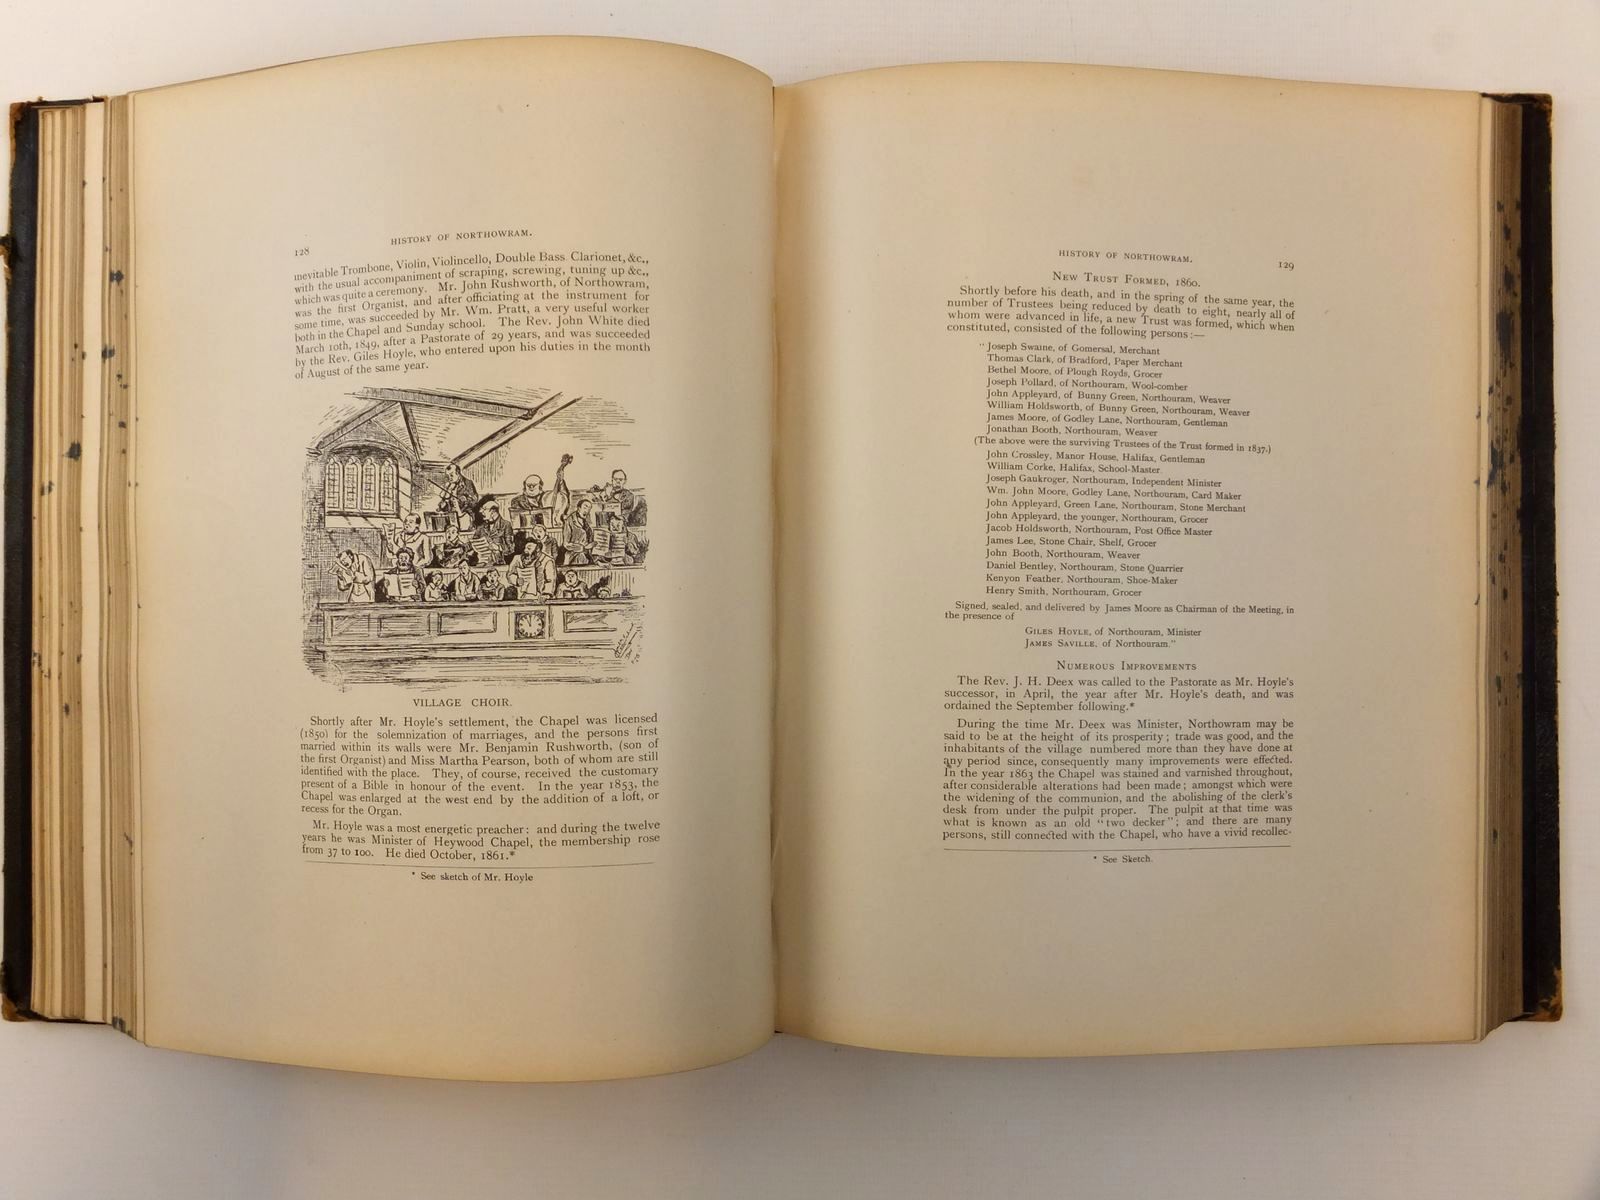 128
HISTORY OF NORTHOWRAM.
inevitable Trombone, Violin, Violincello, Double Bass Clarionet, &c.,
with the usual accompaniment of scraping, screwing, tuning up &c.,
which was quite a ceremony. Mr. John Rushworth, of Northowram,
was the first Organist, and after officiating at the instrument for
some time, was succeeded by Mr. Wm. Pratt, a very useful worker
both in the Chapel and Sunday school. The Rev. John White died
March 10th, 1849, after a Pastorate of 29 years, and was succeeded
by the Rev. Giles Hoyle, who entered upon his duties in the month
of August of the same year.
VILLAGE CHOIR.
Shortly after Mr. Hoyle's settlement, the Chapel was licensed
(1850) for the solemnization of marriages, and the persons first
married within its walls were Mr. Benjamin Rushworth, (son of
the first Organist) and Miss Martha Pearson, both of whom are still
identified with the place. They, of course, received the customary
present of a Bible in honour of the event. In the year 1853, the
Chapel was enlarged at the west end by the addition of a loft, or
recess for the Organ.
Mr. Hoyle was a most energetic preacher: and during the twelve
years he was Minister of Heywood Chapel, the membership rose
from 37 to 100. He died October, 1861.*
* See sketch of Mr. Hoyle
HISTORY OF NORTHOWRAM.
129
New Trust Formed, 1860.
Shortly before his death, and in the spring of the same year, the
number of Trustees being reduced by death to eight, nearly all of
whom were advanced in life, a new Trust was formed, which when
constituted, consisted of the following persons:—
"Joseph Swaine, of Gomersal, Merchant
Thomas Clark, of Bradford, Paper Merchant
Bethel Moore, of Plough Royds, Grocer
Joseph Pollard, of Northouram, Wool-comber
John Appleyard, of Bunny Green, Northouram, Weaver
William Holdsworth, of Bunny Green, Northouram, Weaver
James Moore, of Godley Lane, Northouram, Gentleman
Jonathan Booth, Northouram, Weaver
(The above were the surviving Trustees of the Trust formed in 1837.)
John Crossley, Manor House, Halifax, Gentleman
William Corke, Halifax, School-Master
Joseph Gaukroger, Northouram, Independent Minister
Wm. John Moore, Godley Lane, Northouram, Card Maker
John Appleyard, Green Lane, Northouram, Stone Merchant
John Appleyard, the younger, Northouram, Grocer
Jacob Holdsworth, Northouram, Post Office Master
James Lee, Stone Chair, Shelf, Grocer
John Booth, Northouram, Weaver
Daniel Bentley, Northouram, Stone Quarrier
Kenyon Feather, Northouram, Shoe-Maker
Henry Smith, Northouram, Grocer
Signed, sealed, and delivered by James Moore as Chairman of the Meeting, in
the presence of
Giles Hoyle, of Northouram, Minister
James Saville, of Northouram."
Numerous Improvements
The Rev. J. H. Deex was called to the Pastorate as Mr. Hoyle's
successor, in April, the year after Mr. Hoyle's death, and was
ordained the September following.*
During the time Mr. Deex was Minister, Northowram may be
said to be at the height of its prosperity; trade was good, and the
inhabitants of the village numbered more than they have done at
any period since, consequently many improvements were effected.
In the year 1863 the Chapel was stained and varnished throughout,
after considerable alterations had been made; amongst which were
the widening of the communion, and the abolishing of the clerk's
desk from under the pulpit proper. The pulpit at that time was
what is known as an old "two decker"; and there are many
persons, still connected with the Chapel, who have a vivid recollec-
* See Sketch.